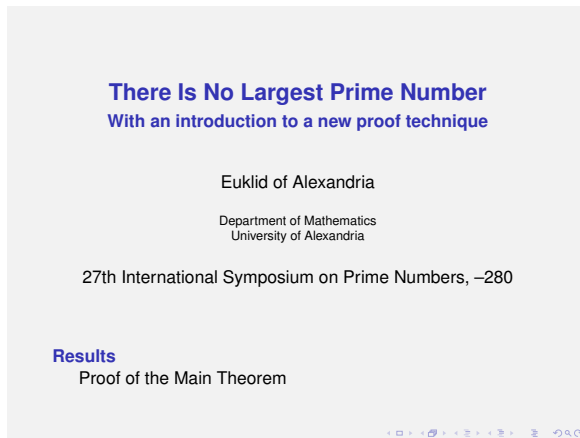 There Is No Largest Prime Number
With an introduction to a new proof technique
Euklid of Alexandria
Department of Mathematics
University of Alexandria
27th International Symposium on Prime Numbers, –280
Results
Proof of the Main Theorem